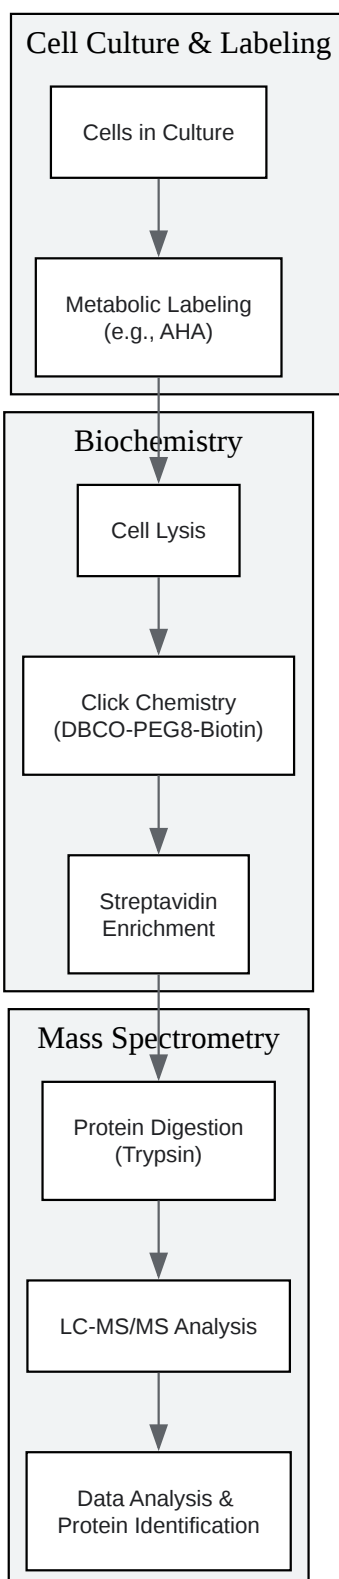 Cell Culture & Labeling
Cells in Culture
Metabolic Labeling
(e.g., AHA)
Biochemistry
Cell Lysis
Click Chemistry
(DBCO-PEG8-Biotin)
Streptavidin
Enrichment
Mass Spectrometry
Protein Digestion
(Trypsin)
LC-MS/MS Analysis
Data Analysis &
Protein Identification